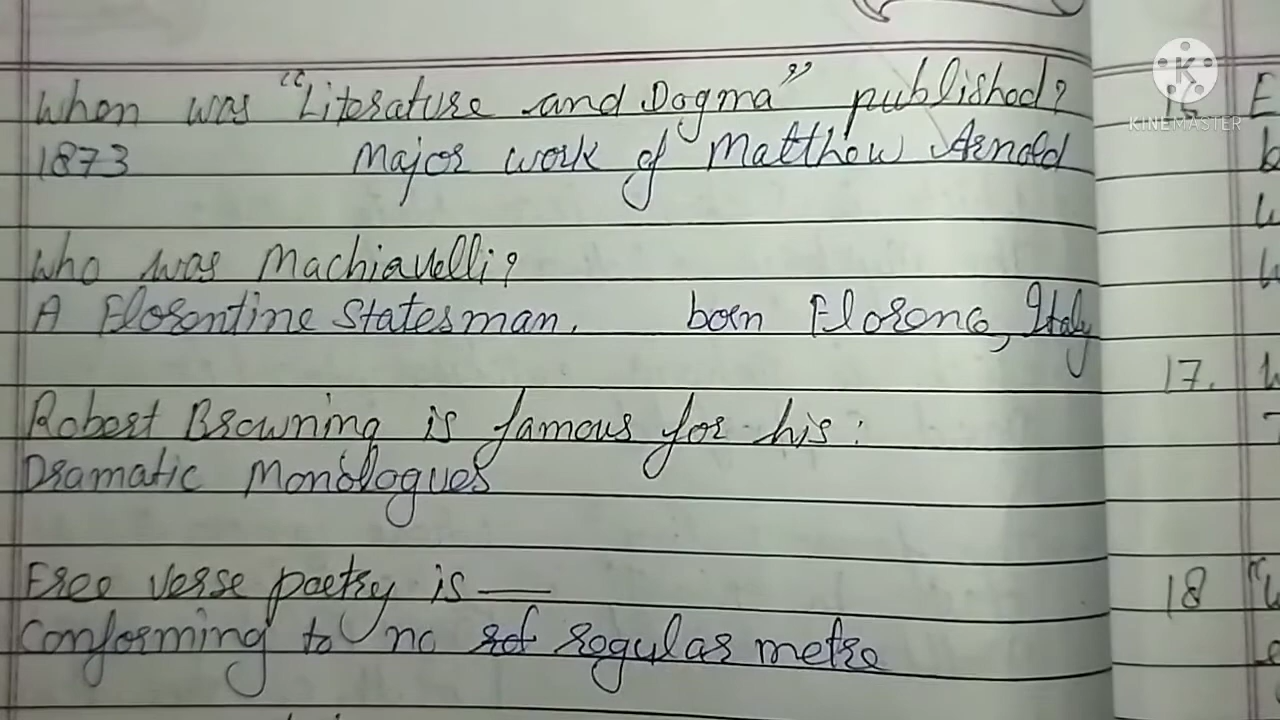 When was "Literature and Dogma" published?
1873 Major work of Matthew Arnold
Who was Machiavelli?
A Florentine Statesman. born Florence, Italy
Robert Browning is famous for his:
Dramatic Monologues
Free verse poetry is —
Conforming to no regular metre
17.
18
KINEMASTER